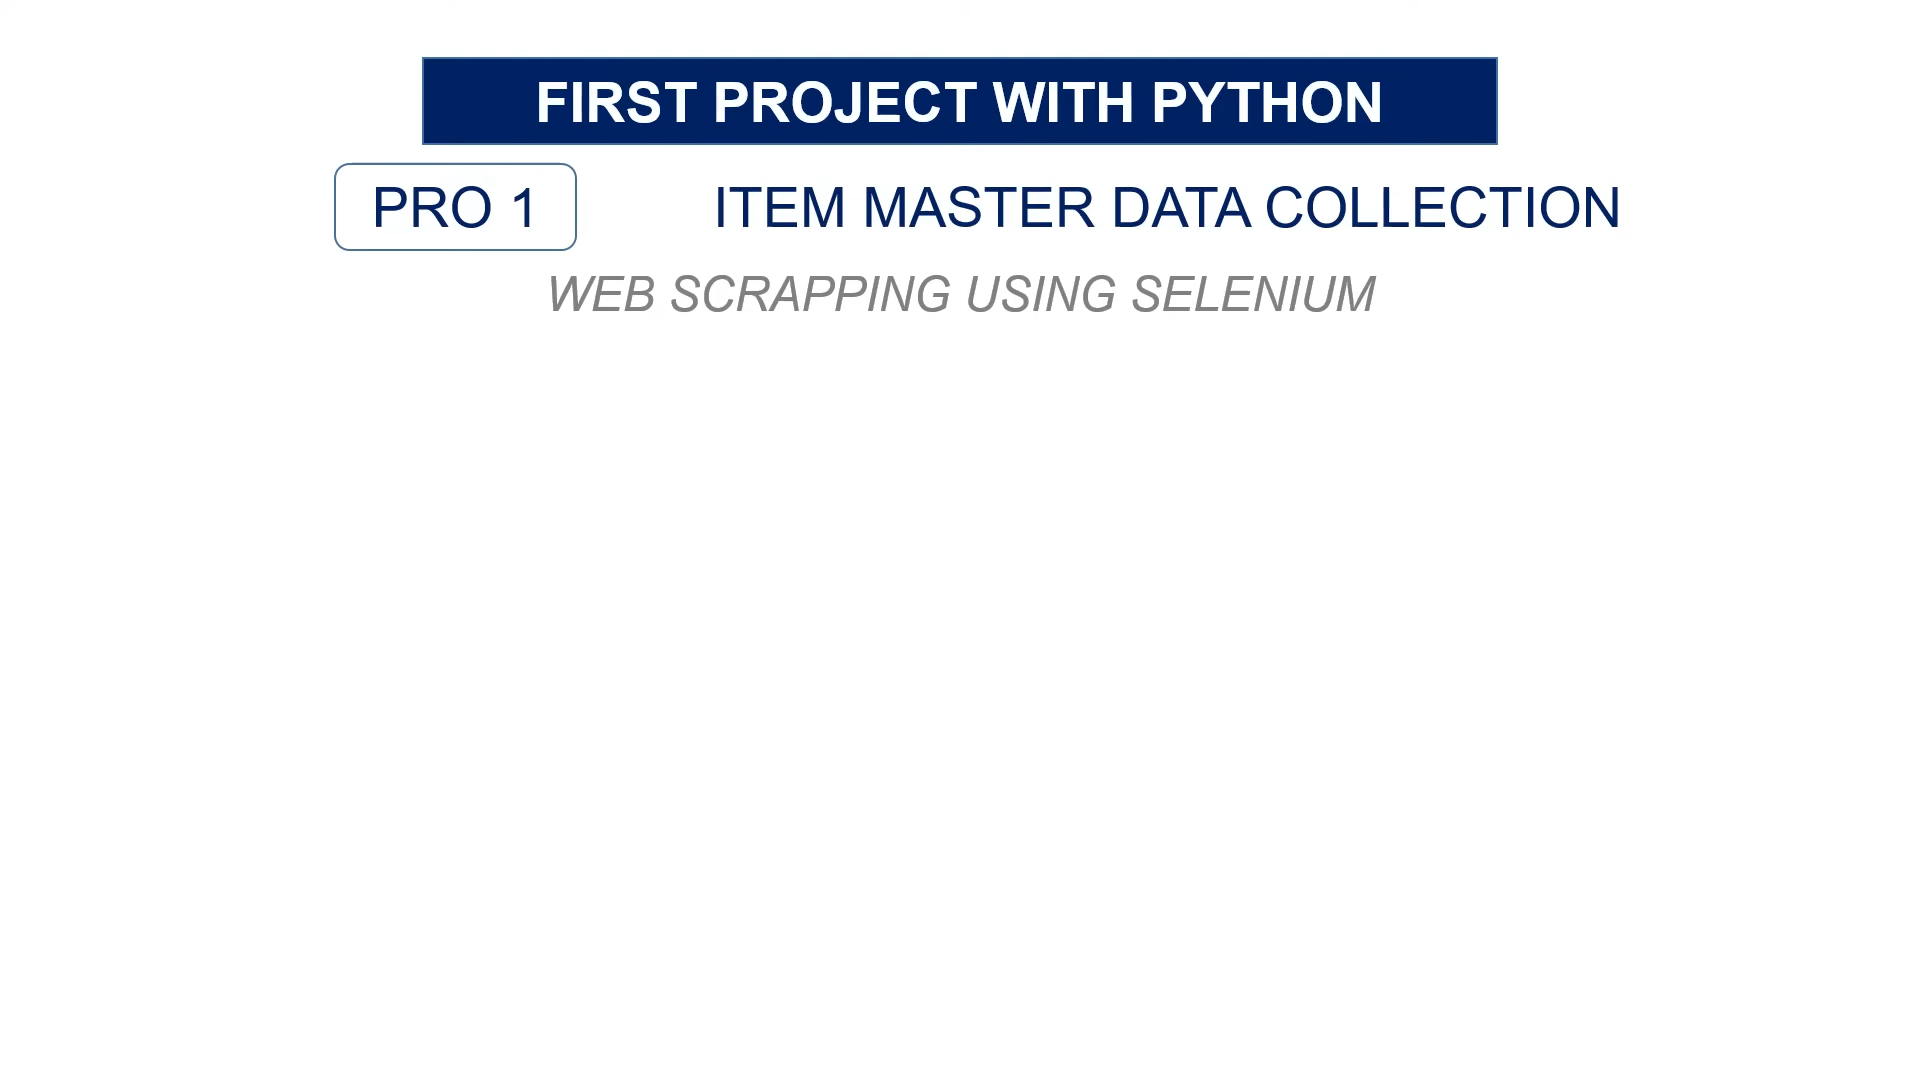 FIRST PROJECT WITH PYTHON
PRO 1 ITEM MASTER DATA COLLECTION
WEB SCRAPPING USING SELENIUM